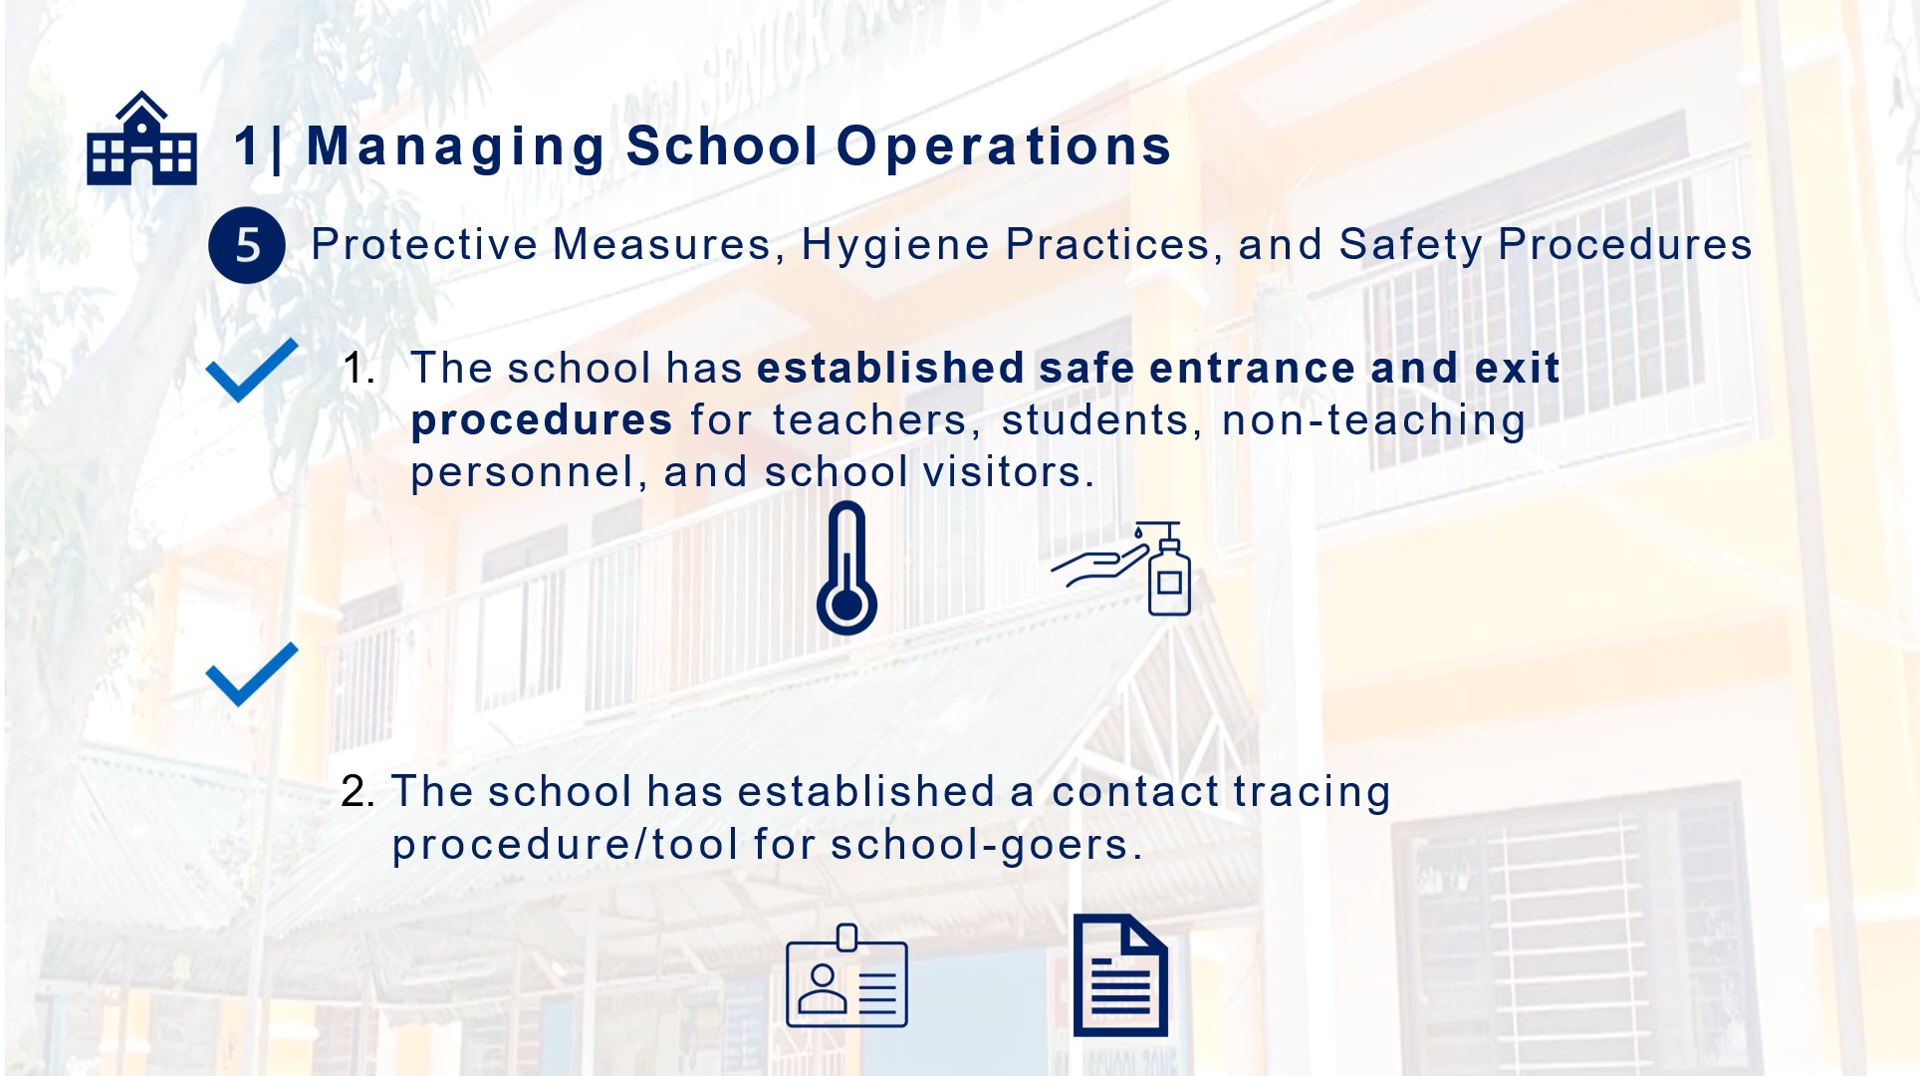 1| Managing School Operations
5 Protective Measures, Hygiene Practices, and Safety Procedures
1. The school has established safe entrance and exit
procedures for teachers, students, non-teaching
personnel, and school visitors.
2. The school has established a contact tracing
procedure/tool for school-goers.
SCHOOL ZONE